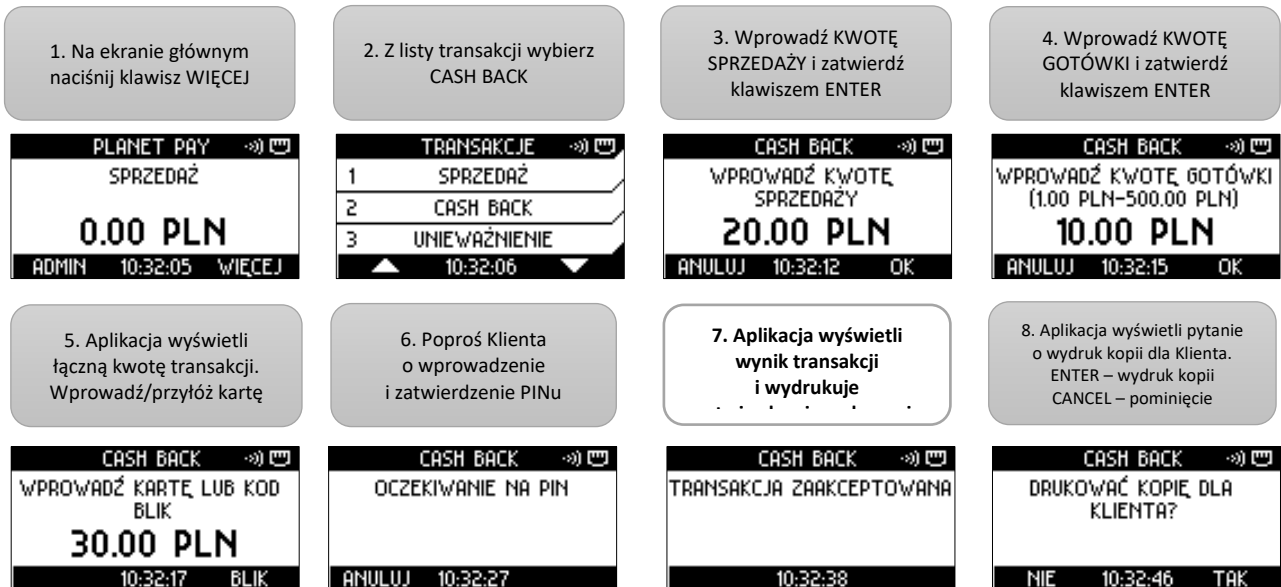 1. Na ekranie głównym
naciśnij klawisz WIĘCEJ
2. Z listy transakcji wybierz
CASH BACK
3. Wprowadź KWOTĘ
SPRZEDAŻY i zatwierdź
klawiszem ENTER
4. Wprowadź KWOTĘ
GOTÓWKI i zatwierdź
klawiszem ENTER
PLANET PAY
SPRZEDAŻ
0.00 PLN
ADMIN 10:32:05 WIĘCEJ
TRANSAKCJE
1 SPRZEDAŻ
2 CASH BACK
3 UNIEWAŻNIENIE
10:32:06
CASH BACK
WPROWADŹ KWOTĘ
SPRZEDAŻY
20.00 PLN
ANULUJ 10:32:12 OK
CASH BACK
WPROWADŹ KWOTĘ GOTÓWKI
(1.00 PLN-500.00 PLN)
10.00 PLN
ANULUJ 10:32:15 OK
5. Aplikacja wyświetli
łączną kwotę transakcji.
Wprowadź/przyłóż kartę
6. Poproś Klienta
o wprowadzenie
i zatwierdzenie PINu
7. Aplikacja wyświetli
wynik transakcji
i wydrukuje
8. Aplikacja wyświetli pytanie
o wydruk kopii dla Klienta.
ENTER – wydruk kopii
CANCEL – pominięcie
CASH BACK
WPROWADŹ KARTĘ LUB KOD
BLIK
30.00 PLN
10:32:17 BLIK
CASH BACK
OCZEKIWANIE NA PIN
ANULUJ 10:32:27
CASH BACK
TRANSAKCJA ZAAKCEPTOWANA
10:32:38
CASH BACK
DRUKOWAĆ KOPIĘ DLA
KLIENTA?
NIE 10:32:46 TAK